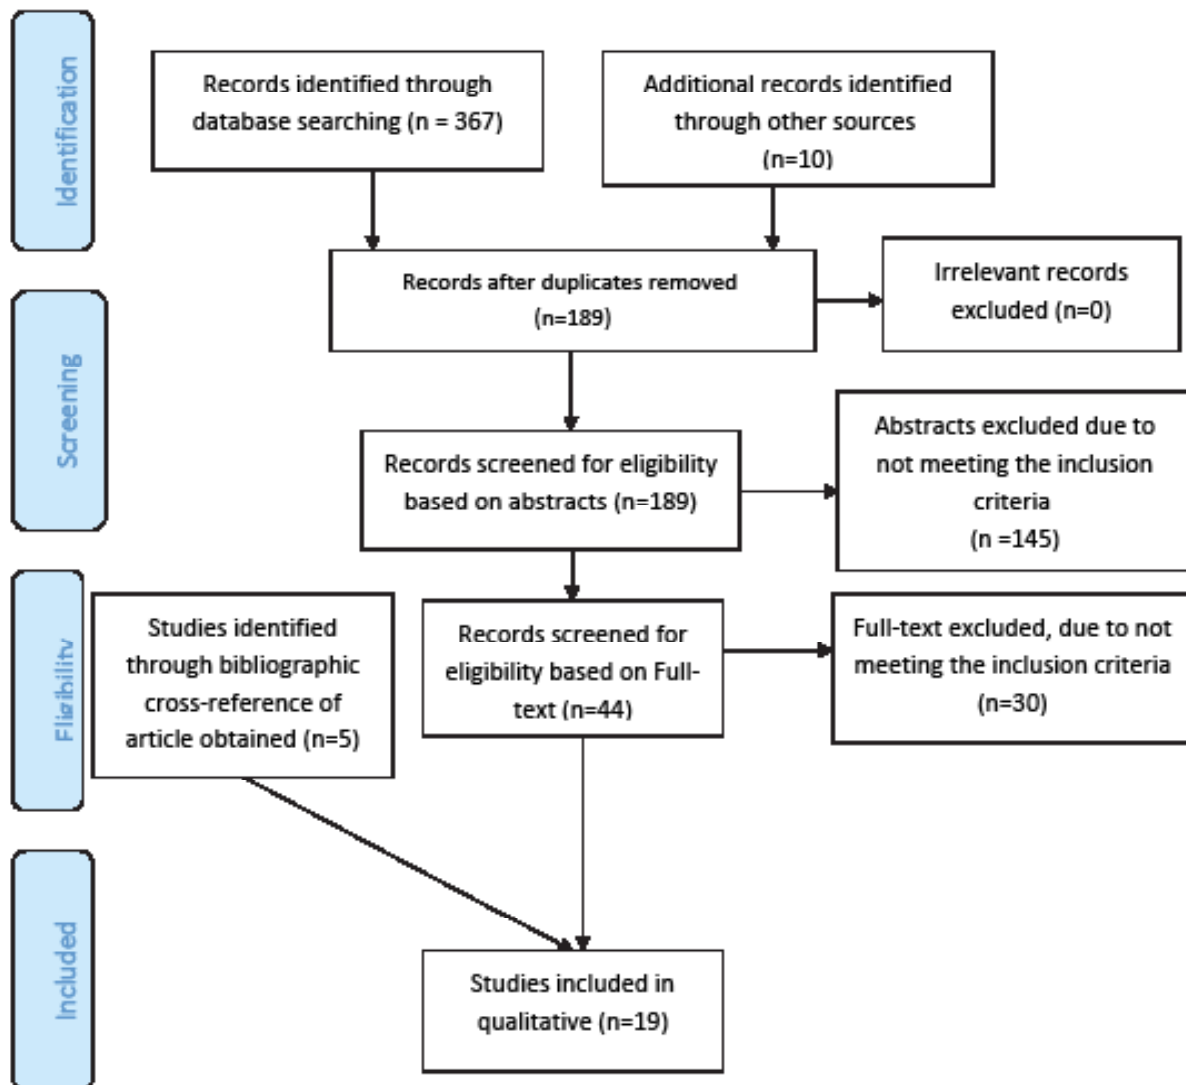 Identification
Records identified through
database searching (n = 367)
Additional records identified
through other sources
(n=10)
Records after duplicates removed
(n=189)
Irrelevant records
excluded (n=0)
Screening
Records screened for eligibility
based on abstracts (n=189)
Abstracts excluded due to
not meeting the inclusion
criteria
(n =145)
Eligibility
Studies identified
through bibliographic
cross-reference of
article obtained (n=5)
Records screened for
eligibility based on Full-
text (n=44)
Full-text excluded, due to not
meeting the inclusion criteria
(n=30)
Included
Studies included in
qualitative (n=19)